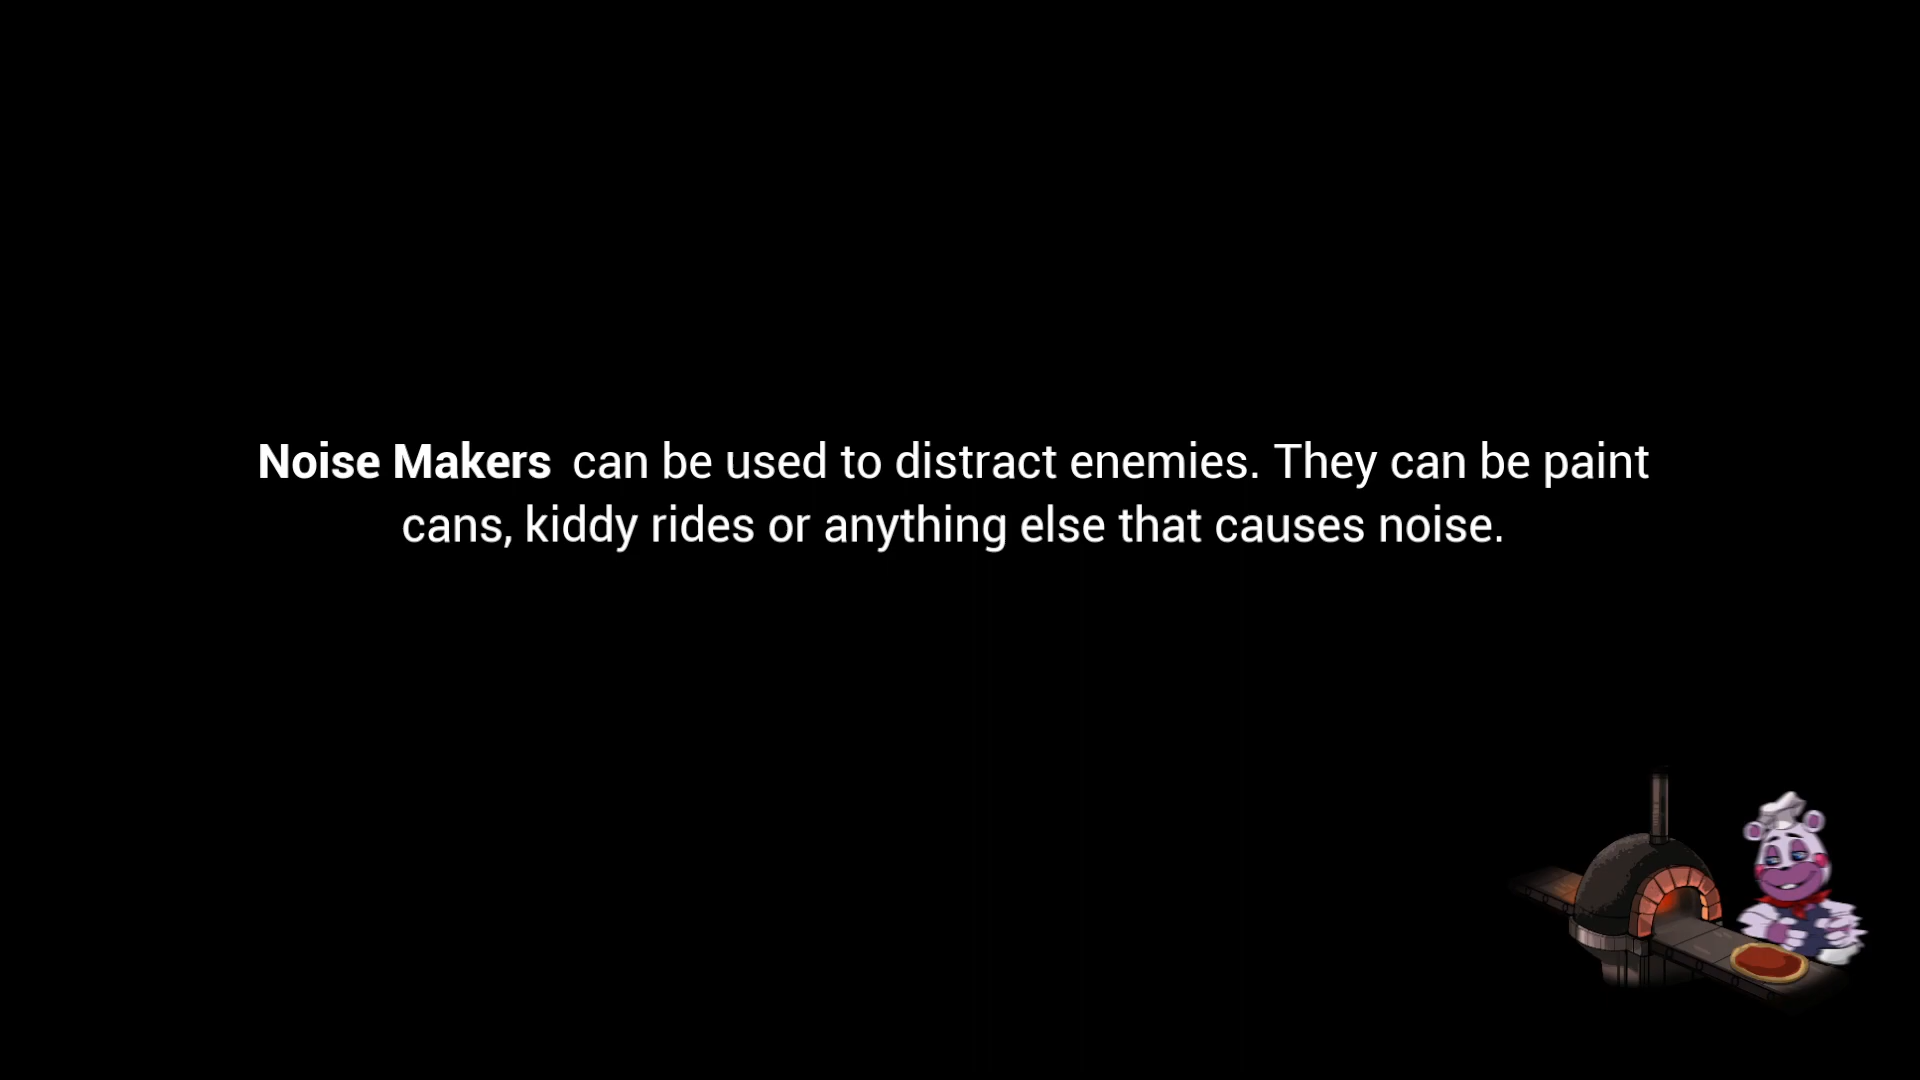 Noise Makers can be used to distract enemies. They can be paint
cans, kiddy rides or anything else that causes noise.